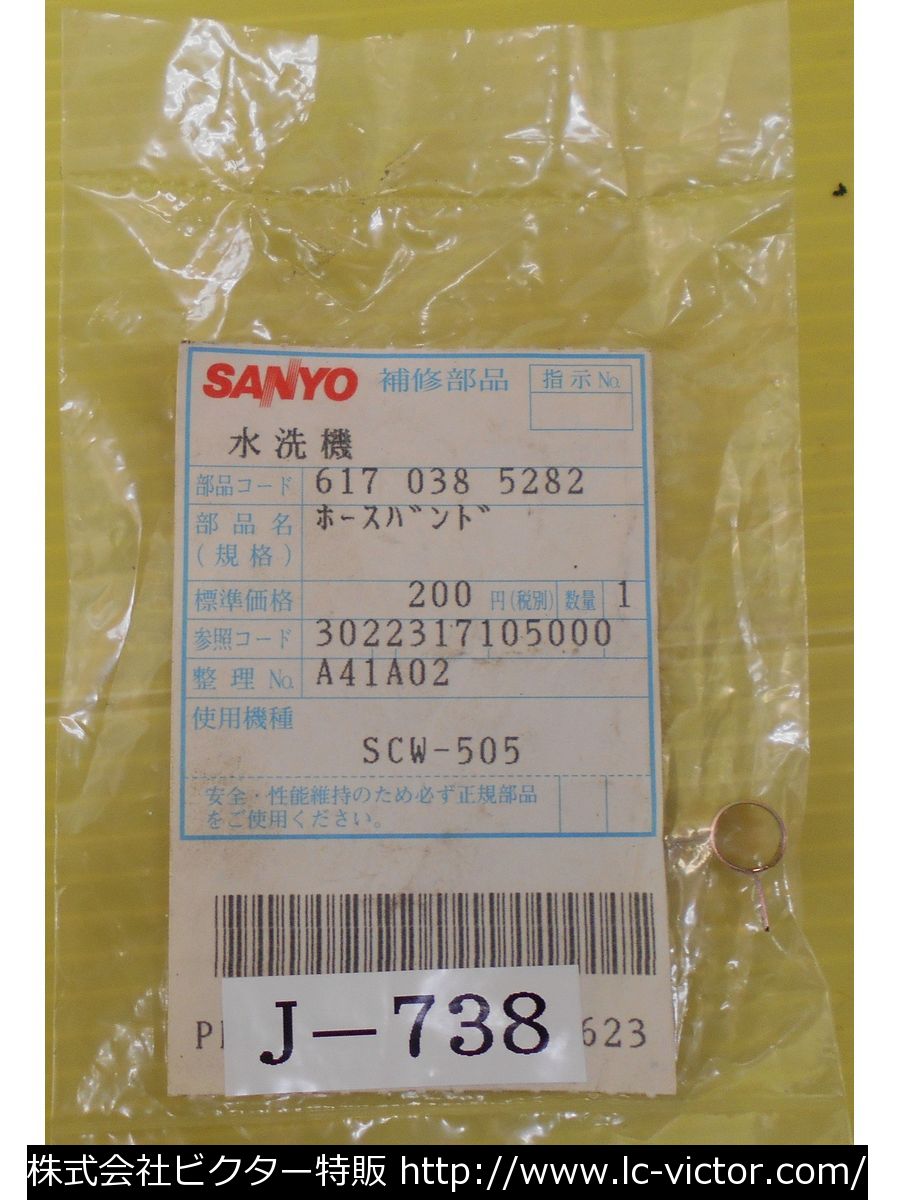 SANYO 補修部品 指示No.
水洗機
部品コード 617 038 5282
部品名 ホースバンド
(規格)
標準価格 200 円(税別) 数量 1
参照コード 3022317105000
整理No. A41A02
使用機種
SCW-505
安全・性能維持のため必ず正規部品
をご使用ください。
J-738
623
株式会社ビクター特販 http://www.lc-victor.com/